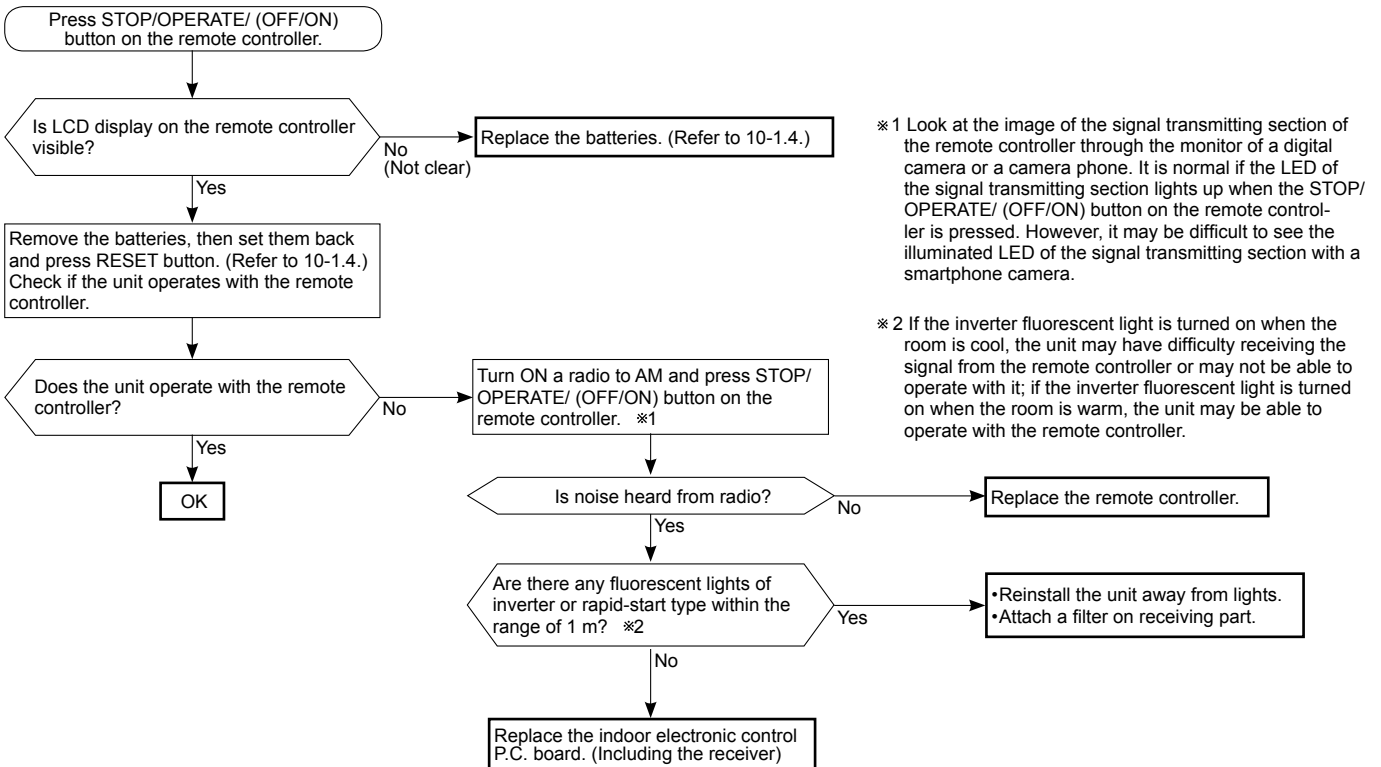 Press STOP/OPERATE/ (OFF/ON)
button on the remote controller.
Is LCD display on the remote controller
visible?
No
(Not clear)
Replace the batteries. (Refer to 10-1.4.)
Yes
Remove the batteries, then set them back
and press RESET button. (Refer to 10-1.4.)
Check if the unit operates with the remote
controller.
Does the unit operate with the remote
controller?
No
Yes
OK
Turn ON a radio to AM and press STOP/
OPERATE/ (OFF/ON) button on the
remote controller. ※1
Is noise heard from radio?
No
Replace the remote controller.
Yes
Are there any fluorescent lights of
inverter or rapid-start type within the
range of 1 m? ※2
Yes
•Reinstall the unit away from lights.
•Attach a filter on receiving part.
No
Replace the indoor electronic control
P.C. board. (Including the receiver)
※1 Look at the image of the signal transmitting section of
the remote controller through the monitor of a digital
camera or a camera phone. It is normal if the LED of
the signal transmitting section lights up when the STOP/
OPERATE/ (OFF/ON) button on the remote control-
ler is pressed. However, it may be difficult to see the
illuminated LED of the signal transmitting section with a
smartphone camera.
※2 If the inverter fluorescent light is turned on when the
room is cool, the unit may have difficulty receiving the
signal from the remote controller or may not be able to
operate with it; if the inverter fluorescent light is turned
on when the room is warm, the unit may be able to
operate with the remote controller.